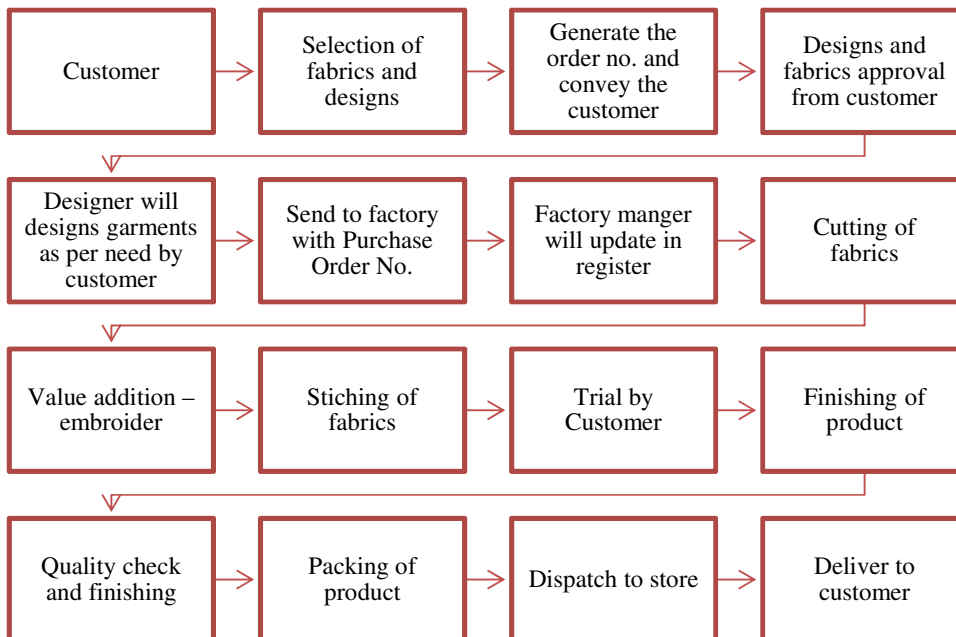 Customer
Selection of
fabrics and
designs
Generate the
order no. and
convey the
customer
Designs and
fabrics approval
from customer
Designer will
designs garments
as per need by
customer
Send to factory
with Purchase
Order No.
Factory manger
will update in
register
Cutting of
fabrics
Value addition –
embroider
Stiching of
fabrics
Trial by
Customer
Finishing of
product
Quality check
and finishing
Packing of
product
Dispatch to store
Deliver to
customer